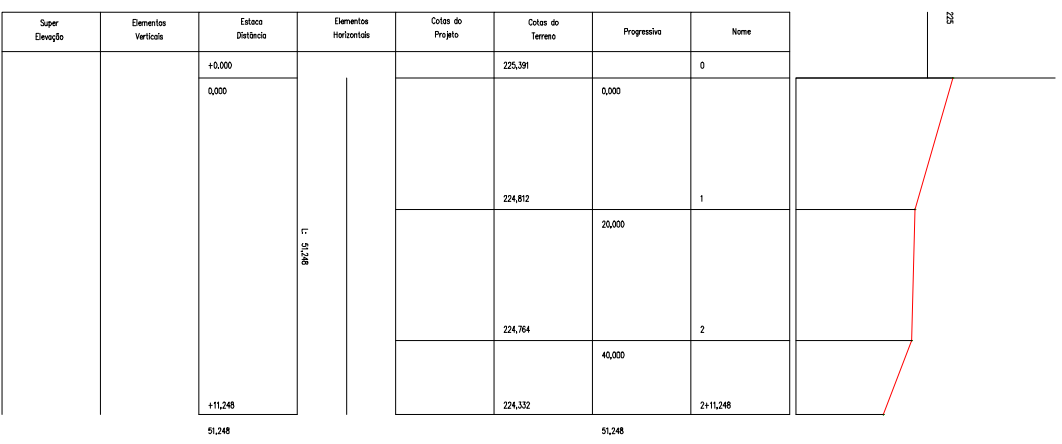 Super Elevação
Elementos Verticais
Estaca Distância
Elementos Horizontais
Cotas do Projeto
Cotas do Terreno
Progressiva
Nome
225
+0.000
225,391
0
0,000
0,000
224,812
1
20,000
L: 51,248
224,764
2
40,000
+11,248
224,332
2+11,248
51,248
51,248